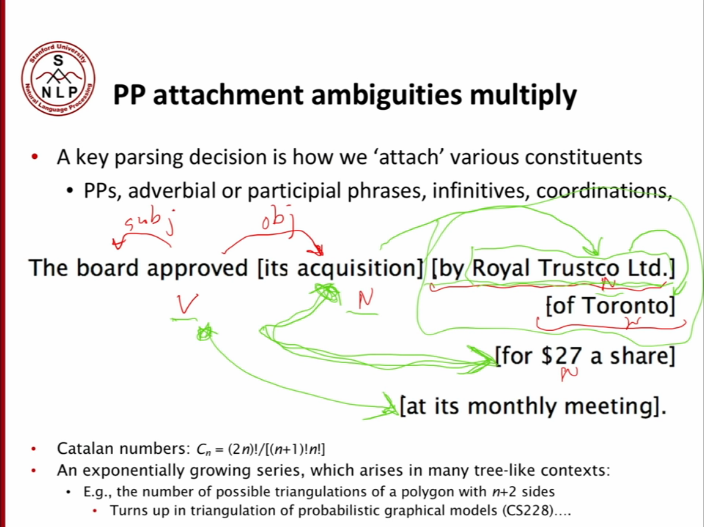 Stanford University
S
N L P
Natural Language Processing
PP attachment ambiguities multiply
• A key parsing decision is how we ‘attach’ various constituents
• PPs, adverbial or participial phrases, infinitives, coordinations,
subj obj
The board approved [its acquisition] [by Royal Trustco Ltd.]
V N N
[of Toronto]
N
[for $27 a share]
N
[at its monthly meeting].
• Catalan numbers: Cn = (2n)!/[(n+1)!n!]
• An exponentially growing series, which arises in many tree-like contexts:
• E.g., the number of possible triangulations of a polygon with n+2 sides
• Turns up in triangulation of probabilistic graphical models (CS228)….